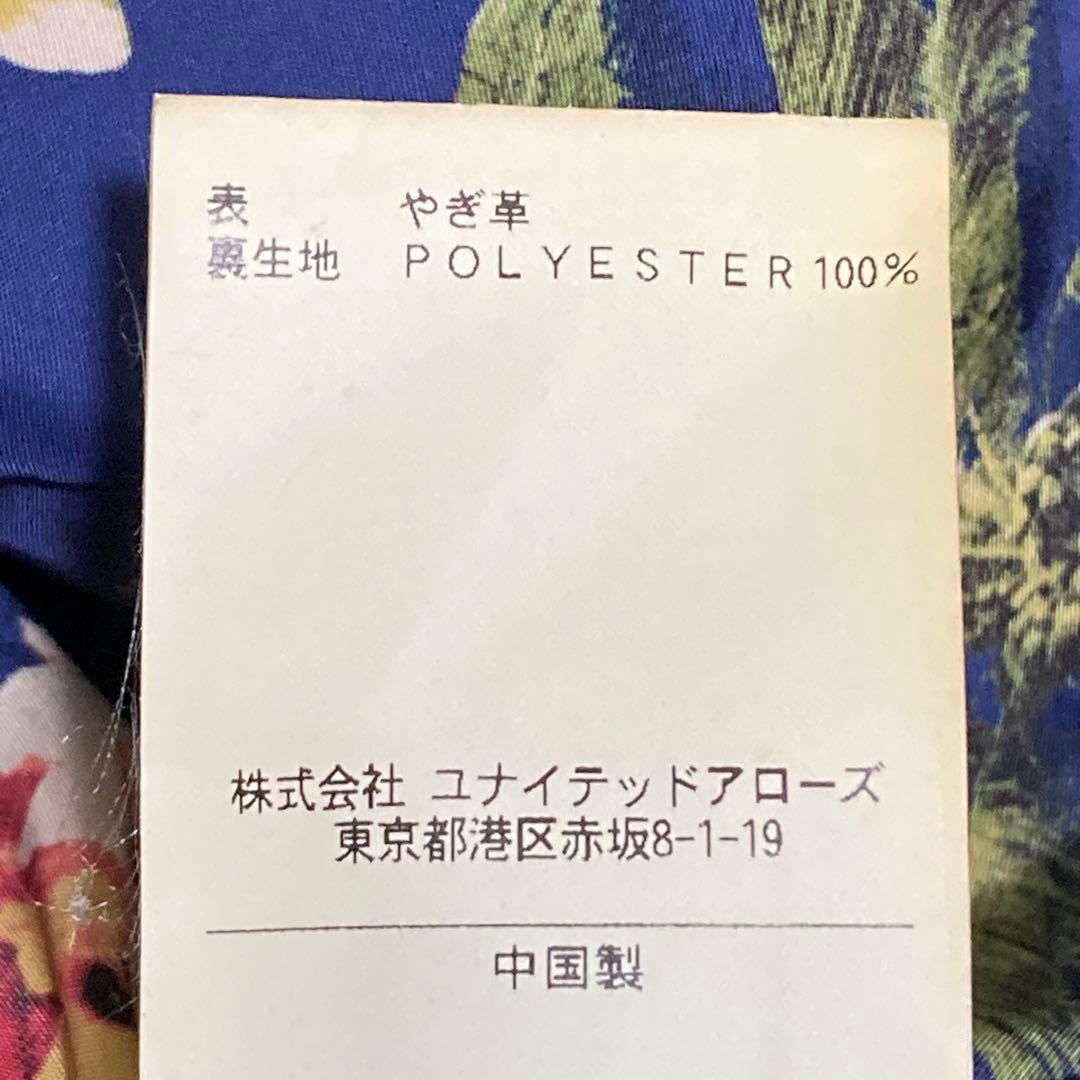 表 やぎ革
裏生地 POLYESTER 100%
株式会社 ユナイテッドアローズ
東京都港区赤坂8-1-19
中国製